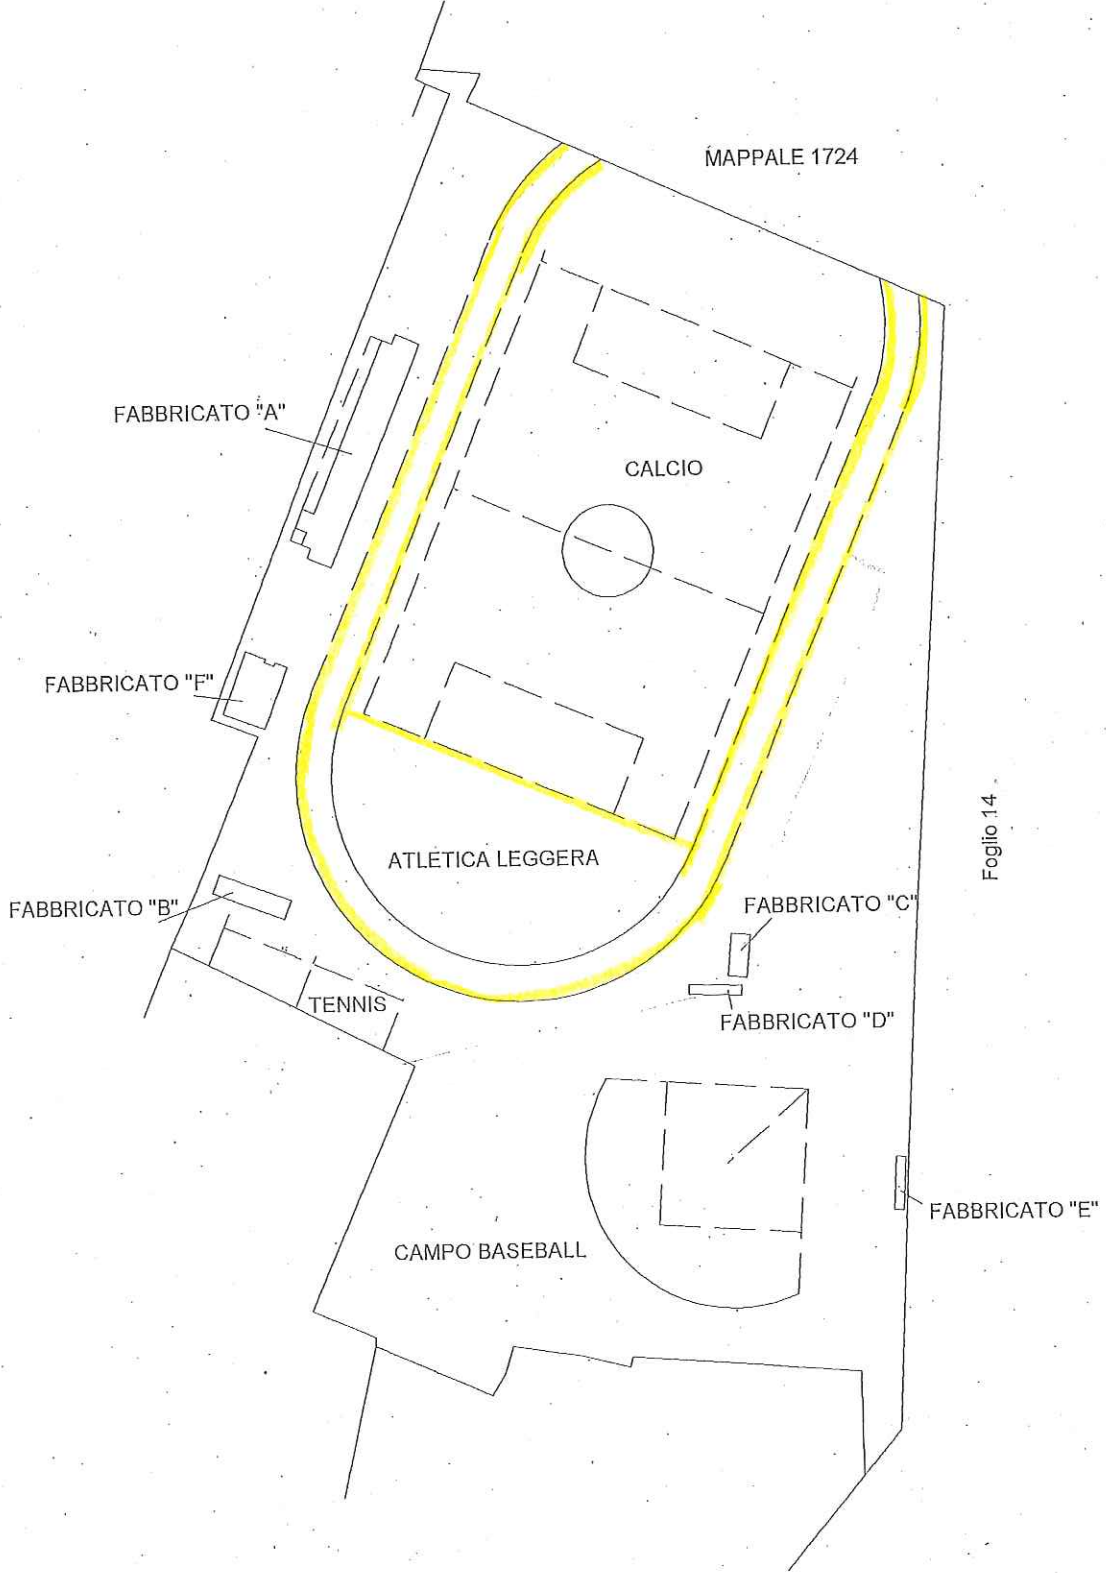 MAPPALE 1724
FABBRICATO "A"
CALCIO
FABBRICATO "F"
Foglio 14
ATLETICA LEGGERA
FABBRICATO "B"
FABBRICATO "C"
TENNIS
FABBRICATO "D"
FABBRICATO "E"
CAMPO BASEBALL